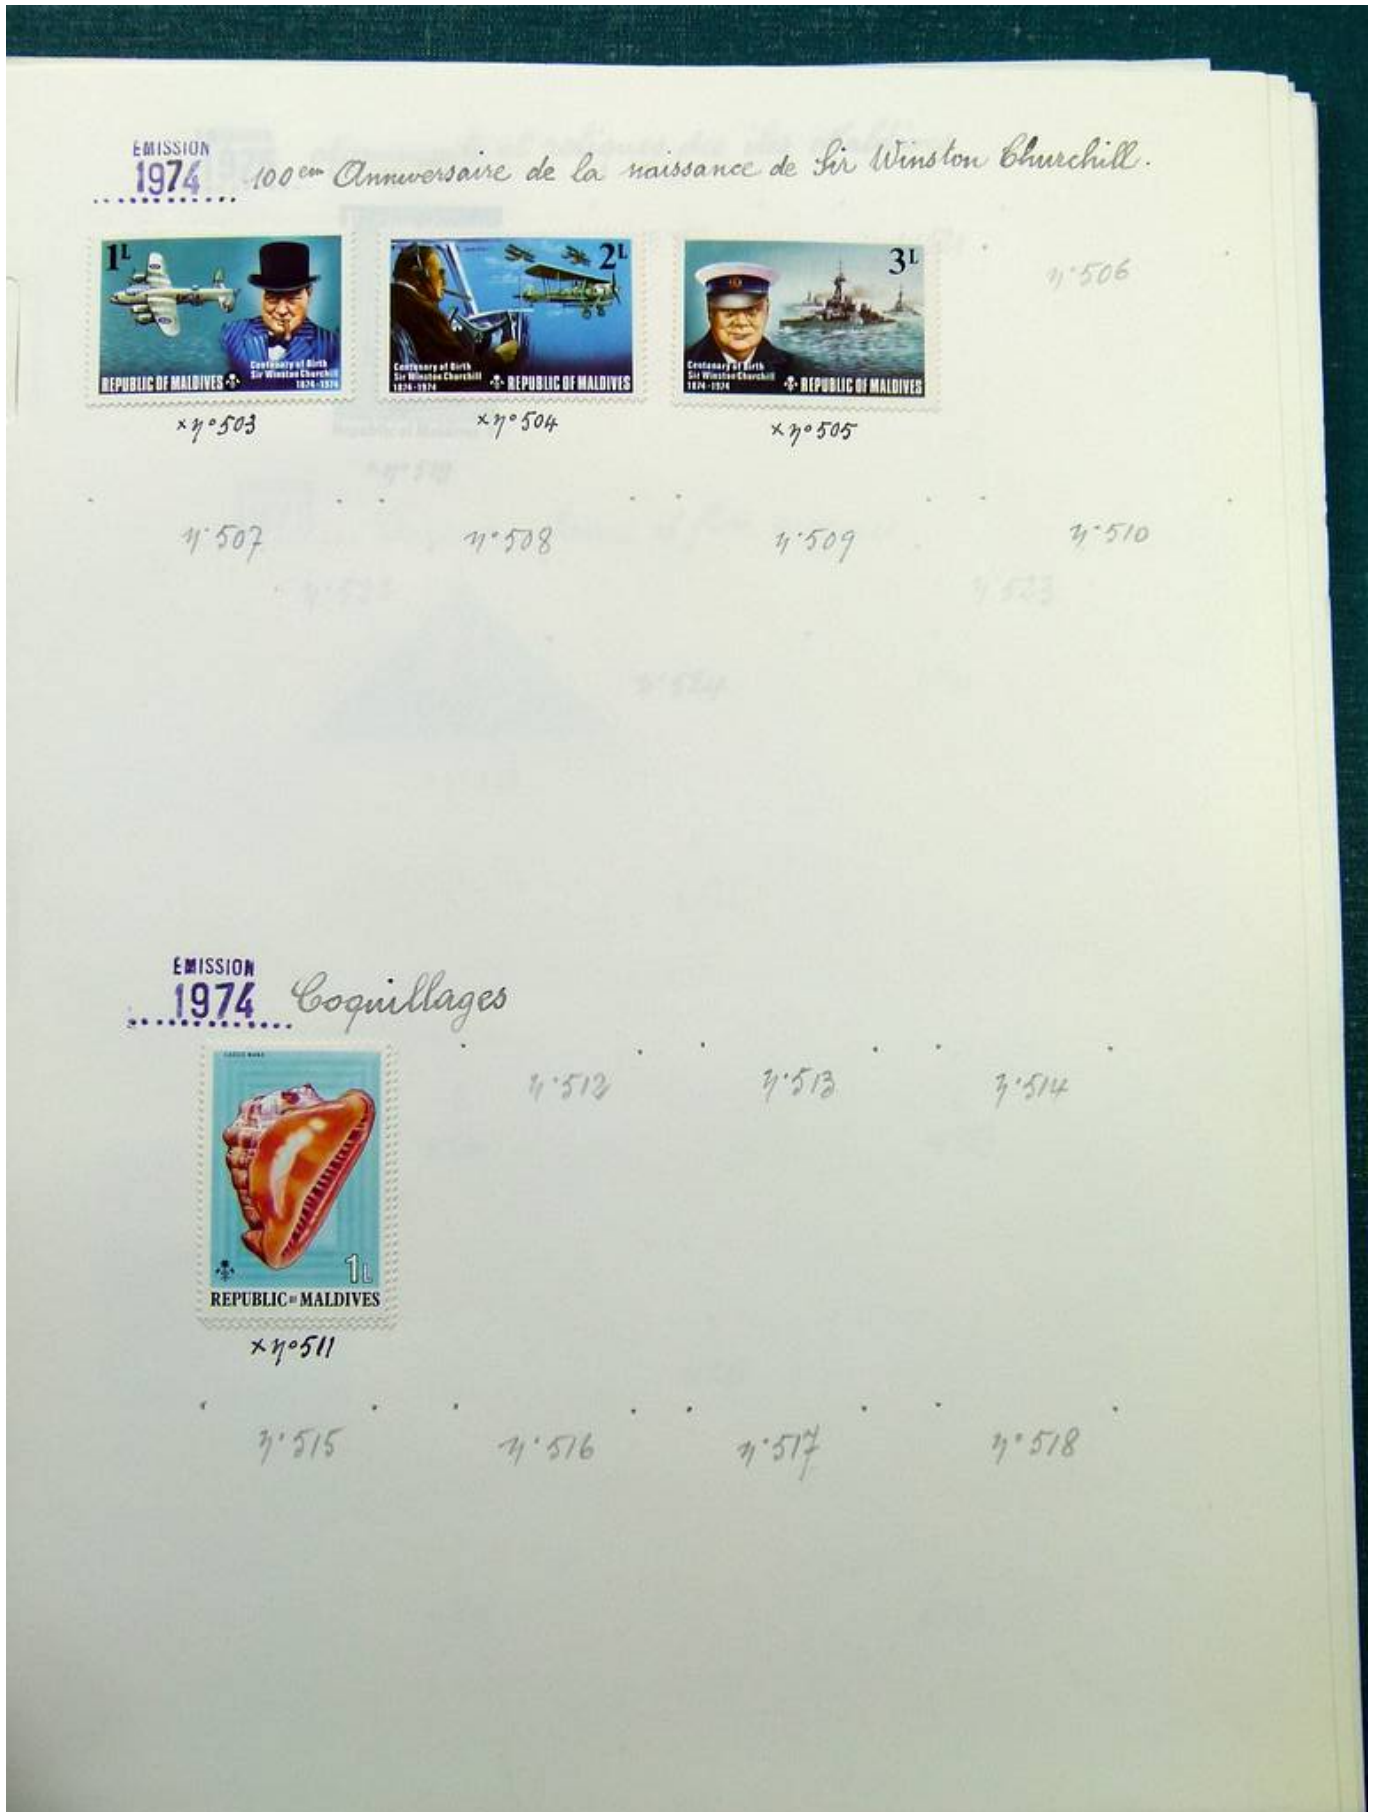 EMISSION
1974 100em Anniversaire de la naissance de Sir Winston Churchill.
1L
Centenary of Birth
Sir Winston Churchill
1874-1974
REPUBLIC OF MALDIVES
2L
Centenary of Birth
Sir Winston Churchill
1874-1974
REPUBLIC OF MALDIVES
3L
Centenary of Birth
Sir Winston Churchill
1874-1974
REPUBLIC OF MALDIVES
n°506
x n°503
x n°504
x n°505
n°507
n°508
n°509
n°510
EMISSION
1974 Coquillages
n°512
n°513
n°514
1L
REPUBLIC OF MALDIVES
x n°511
n°515
n°516
n°517
n°518